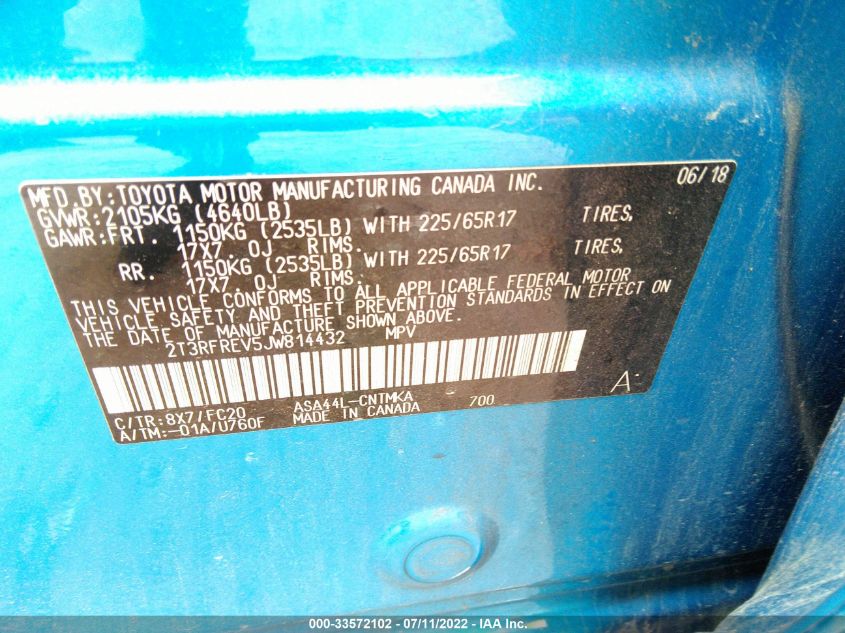 MFD.BY:TOYOTA MOTOR MANUFACTURING CANADA INC. 06/18
GVWR:2105KG (4640LB)
GAWR:FRT. 1150KG (2535LB) WITH 225/65R17 TIRES,
17X7.0J RIMS.
RR. 1150KG (2535LB) WITH 225/65R17 TIRES,
17X7.0J RIMS.
THIS VEHICLE CONFORMS TO ALL APPLICABLE FEDERAL MOTOR
VEHICLE SAFETY AND THEFT PREVENTION STANDARDS IN EFFECT ON
THE DATE OF MANUFACTURE SHOWN ABOVE.
2T3RFREV5JW814432 MPV
C/TR:8X7/FC20 ASA44L-CNTMKA 700 A
A/TM:-01A/U760F MADE IN CANADA
000-33572102 - 07/11/2022 - IAA Inc.